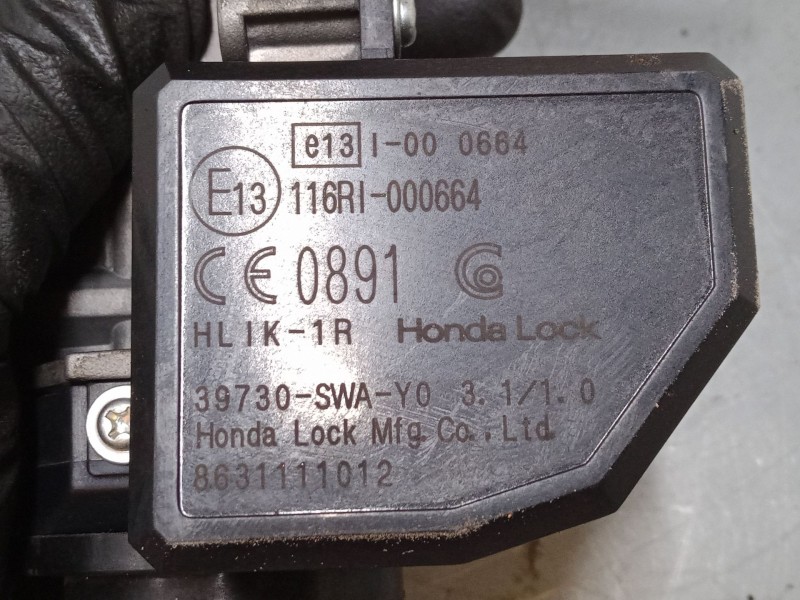 e13 I-00 0664
E13 116RI-000664
CE 0891
HLIK-1R Honda Lock
39730-SWA-Y0 3.1/1.0
Honda Lock Mfg.Co.,Ltd.
8631111012